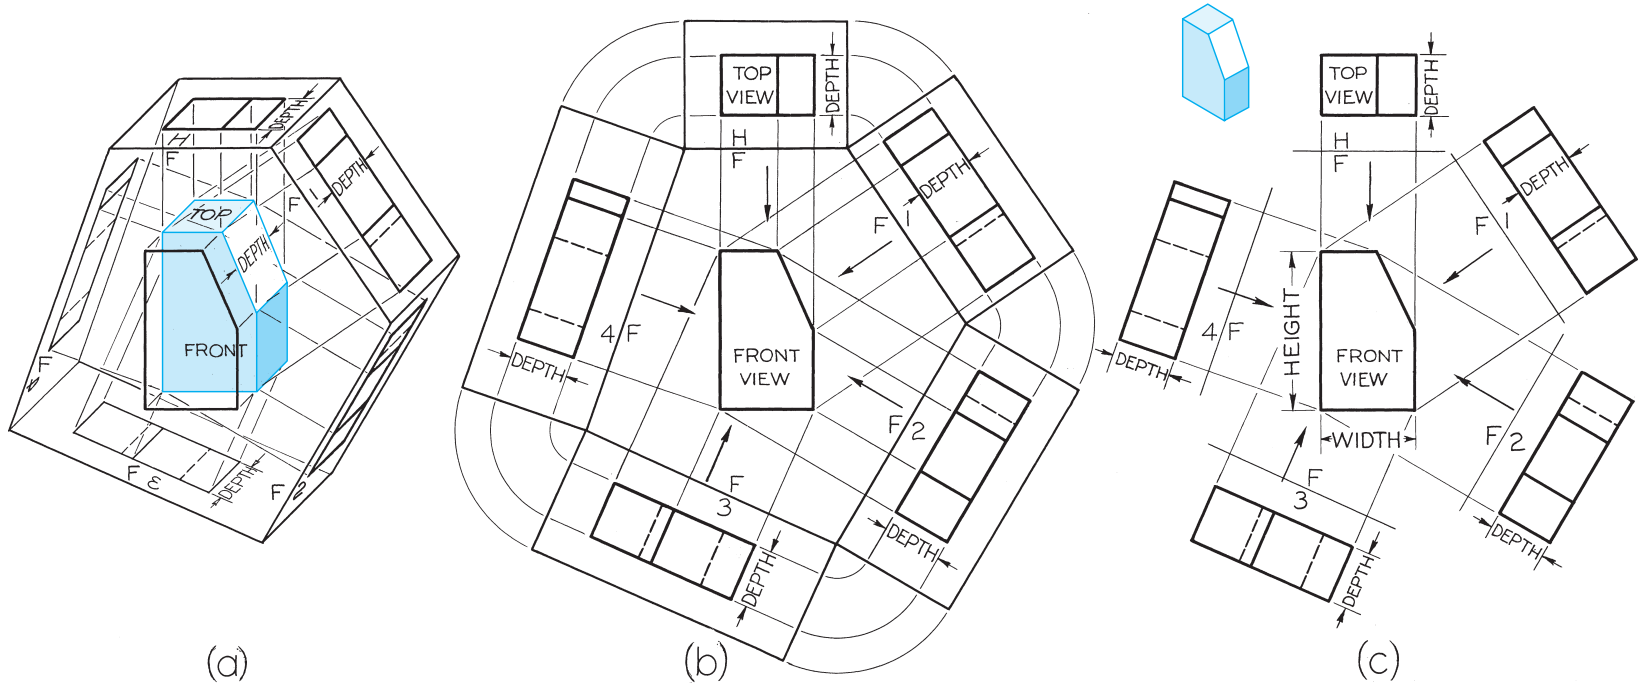 DEPTH
H
F
1
F
DEPTH
TOP
DEPTH
FRONT
F
4
F 3
DEPTH
F 2
(a)
TOP
VIEW
DEPTH
H
F
DEPTH
F 1
4 F
DEPTH
FRONT
VIEW
F 2
DEPTH
F
3
DEPTH
(b)
TOP
VIEW
DEPTH
H
F
DEPTH
F 1
4 F
DEPTH
HEIGHT
FRONT
VIEW
WIDTH
F 2
DEPTH
F
3
DEPTH
(c)